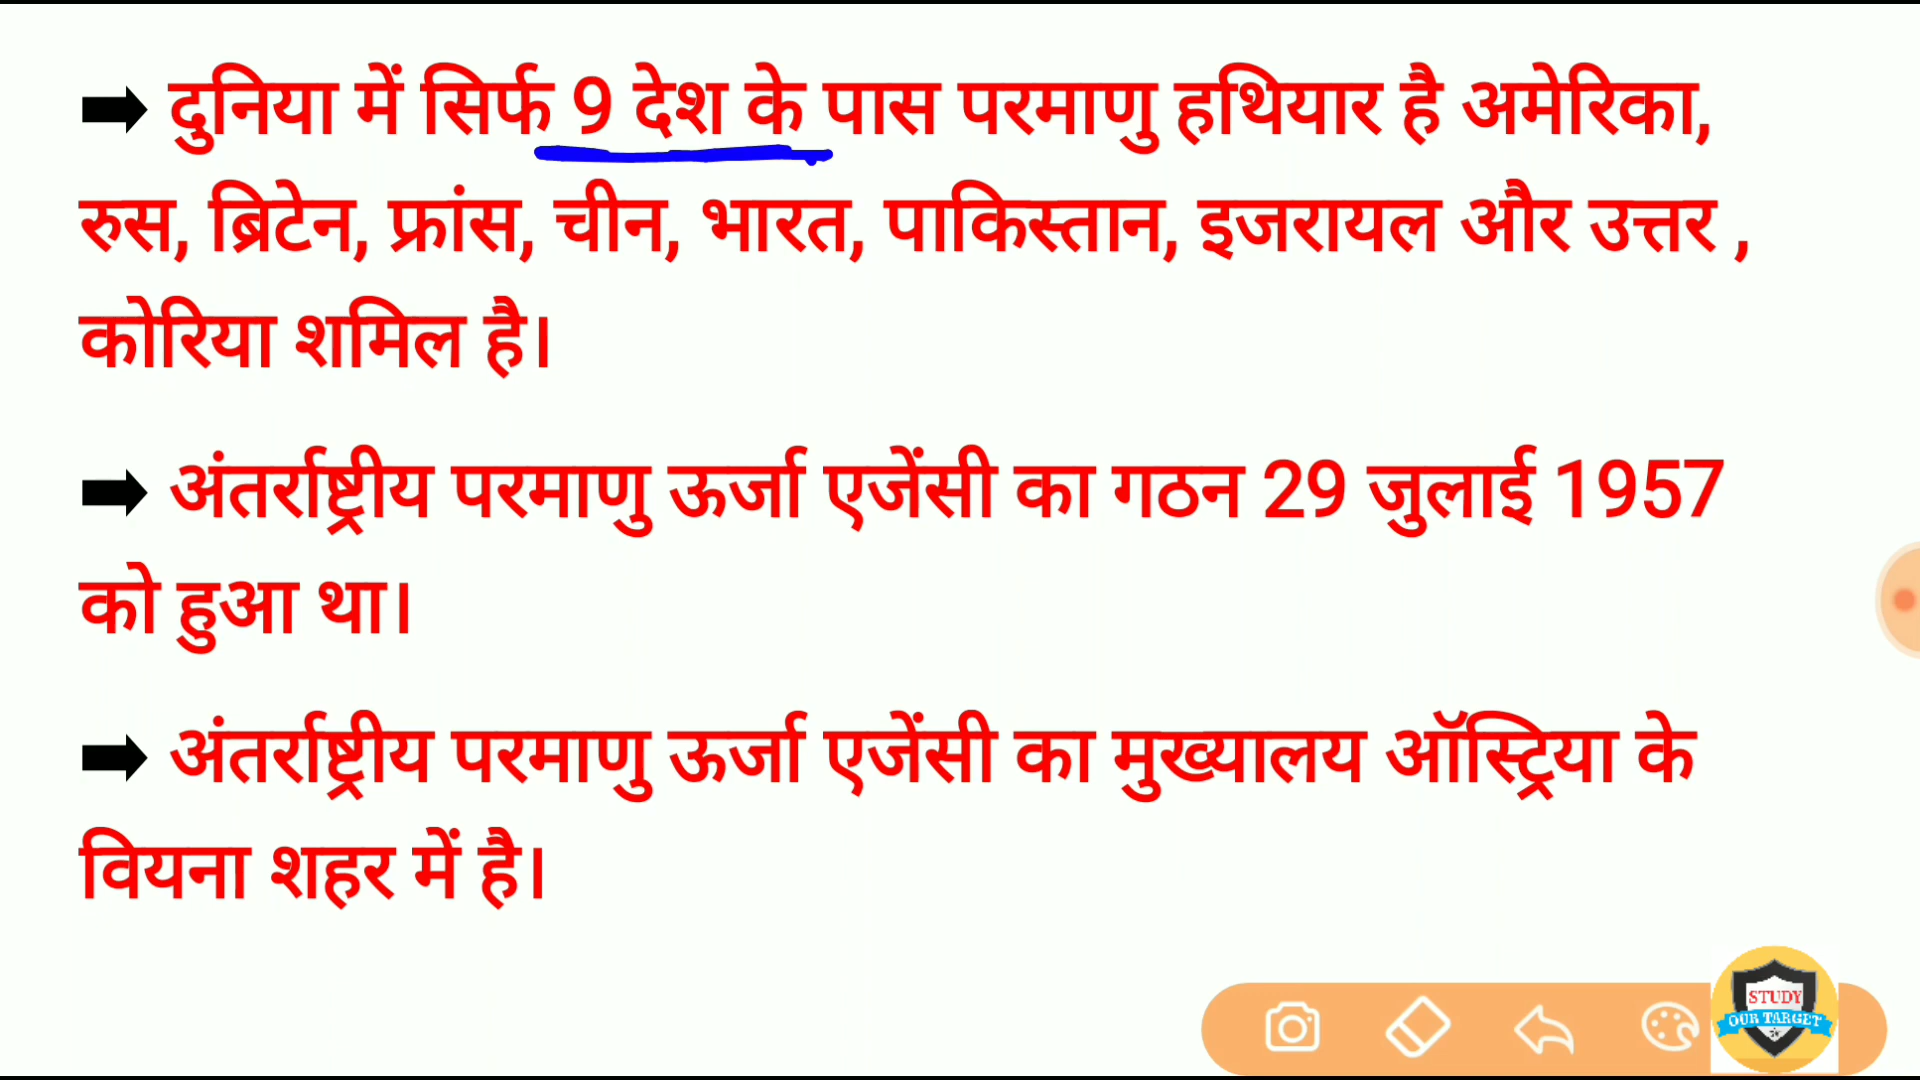 ➡ दुनिया में सिर्फ 9 देश के पास परमाणु हथियार है अमेरिका,
रुस, ब्रिटेन, फ्रांस, चीन, भारत, पाकिस्तान, इजरायल और उत्तर ,
कोरिया शमिल है।
➡ अंतर्राष्ट्रीय परमाणु ऊर्जा एजेंसी का गठन 29 जुलाई 1957
को हुआ था।
➡ अंतर्राष्ट्रीय परमाणु ऊर्जा एजेंसी का मुख्यालय ऑस्ट्रिया के
वियना शहर में है।
STUDY
OUR TARGET